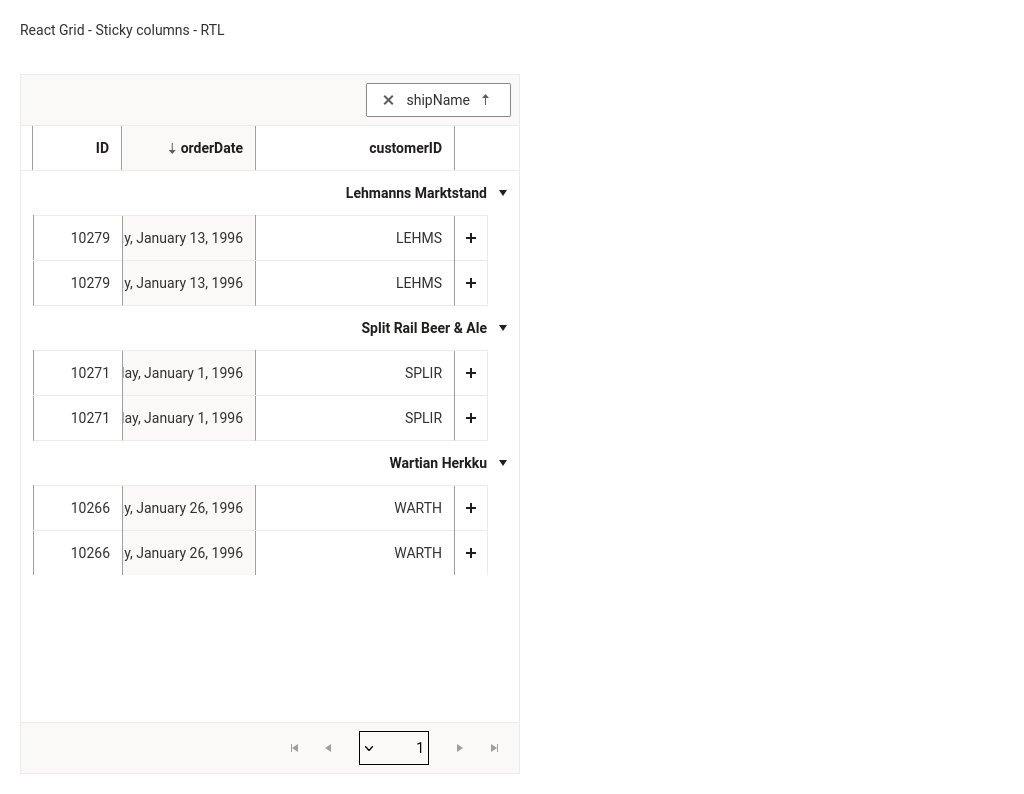 React Grid - Sticky columns - RTL
shipName
ID orderDate customerID
Lehmanns Marktstand
10279 y, January 13, 1996 LEHMS
10279 y, January 13, 1996 LEHMS
Split Rail Beer & Ale
10271 ay, January 1, 1996 SPLIR
10271 ay, January 1, 1996 SPLIR
Wartian Herkku
10266 y, January 26, 1996 WARTH
10266 y, January 26, 1996 WARTH
1